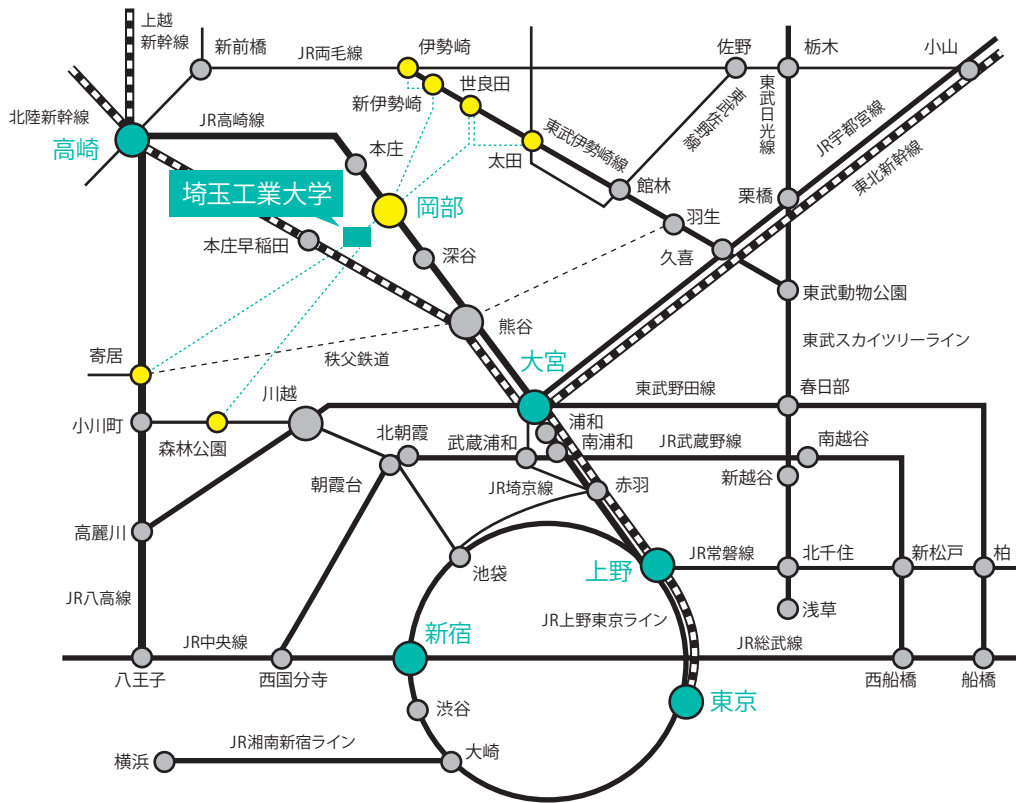 上越
新幹線
新前橋
JR両毛線
伊勢崎
佐野
栃木
小山
新伊勢崎
世良田
北陸新幹線
JR高崎線
高崎
本庄
太田
東武伊勢崎線
東武佐野線
東武日光線
JR宇都宮線
東北新幹線
埼玉工業大学
岡部
館林
栗橋
羽生
本庄早稲田
深谷
久喜
東武動物公園
熊谷
東武スカイツリーライン
寄居
秩父鉄道
大宮
川越
東武野田線
春日部
小川町
森林公園
浦和
北朝霞
武蔵浦和
南浦和
JR武蔵野線
南越谷
朝霞台
JR埼京線
赤羽
新越谷
高麗川
池袋
上野
JR常磐線
北千住
新松戸
柏
JR八高線
新宿
JR上野東京ライン
浅草
JR中央線
JR総武線
八王子
西国分寺
西船橋
船橋
渋谷
東京
JR湘南新宿ライン
大崎
横浜